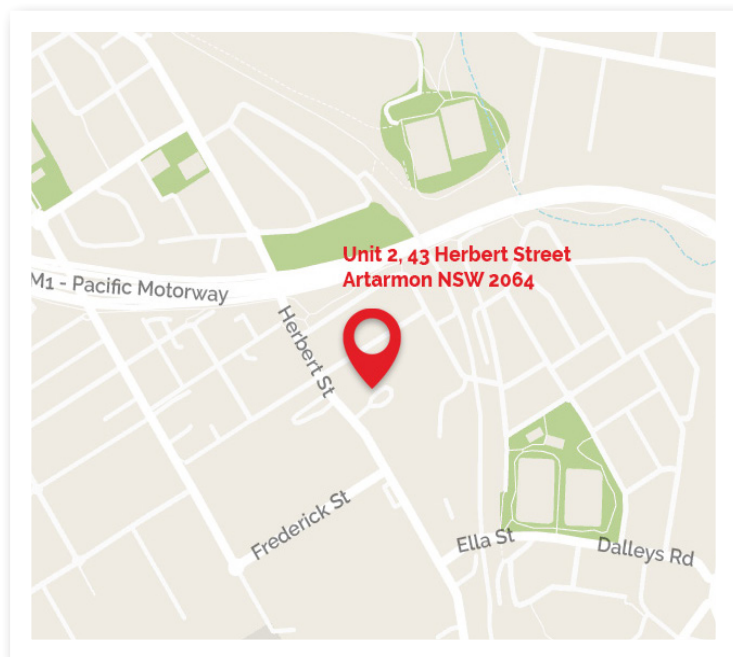 Unit 2, 43 Herbert Street
Artarmon NSW 2064
M1 - Pacific Motorway
Herbert St
Frederick St
Ella St
Dalleys Rd